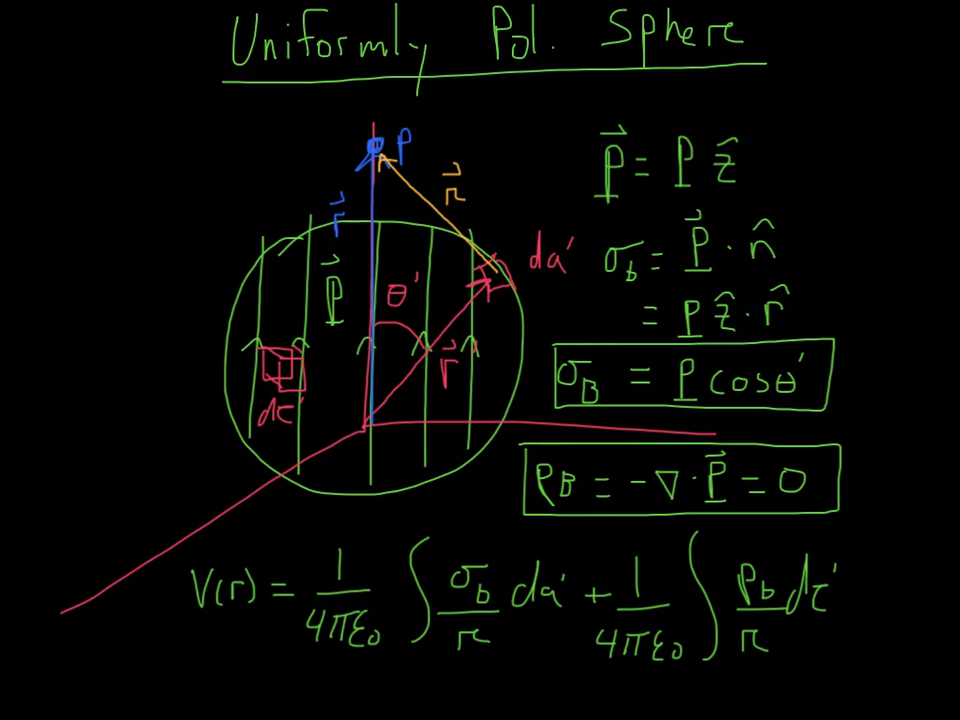 Uniformly Pol. Sphere
P
r⃗
𝓇⃗
da'
P⃗
θ'
r⃗'
dτ'
P⃗ = P ẑ
σb = P⃗ · n̂
= P ẑ · r̂
σB = P cosθ'
ρB = -∇ · P⃗ = 0
V(r) = 1/4πε0 ∫ σb/𝓇 da' + 1/4πε0 ∫ ρb/𝓇 dτ'